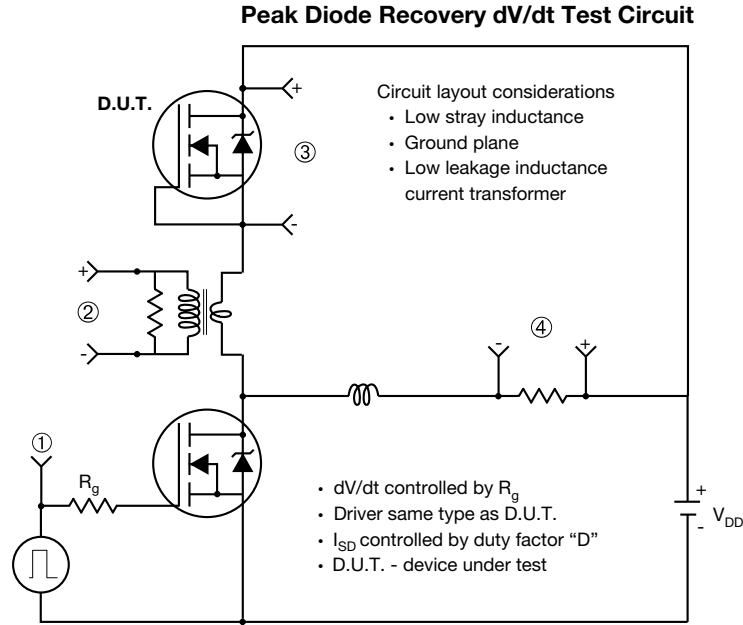 Peak Diode Recovery dV/dt Test Circuit
D.U.T.
+
-
③
Circuit layout considerations
• Low stray inductance
• Ground plane
• Low leakage inductance
current transformer
+
②
-
④
-
+
①
Rg
• dV/dt controlled by Rg
• Driver same type as D.U.T.
• ISD controlled by duty factor “D”
• D.U.T. - device under test
+
-
VDD